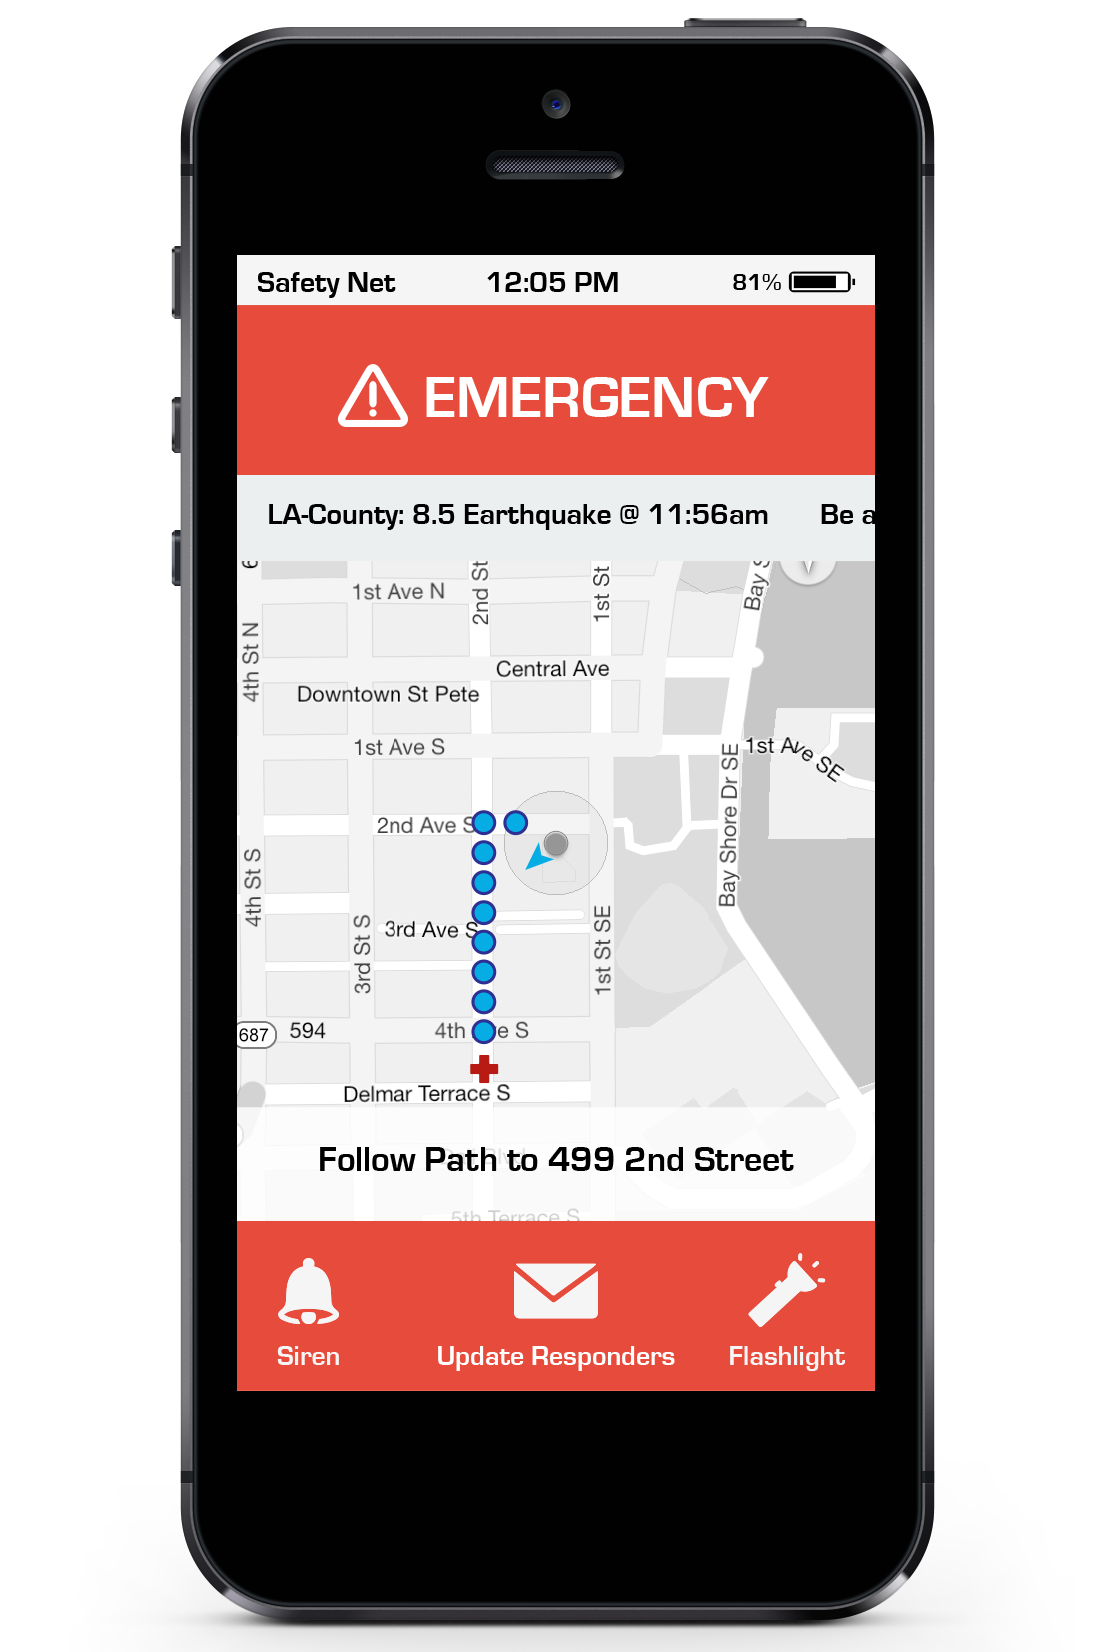 Safety Net 12:05 PM 81%
EMERGENCY
LA-County: 8.5 Earthquake @ 11:56am Be a
1st Ave N
2nd St
1st St
Bay S
4th St N
Central Ave
Downtown St Pete
1st Ave S
1st Ave SE
Bay Shore Dr SE
2nd Ave S
4th St S
3rd Ave S
3rd St S
1st St SE
687
594
4th Ave S
Delmar Terrace S
Follow Path to 499 2nd Street
5th Terrace S
Siren
Update Responders
Flashlight